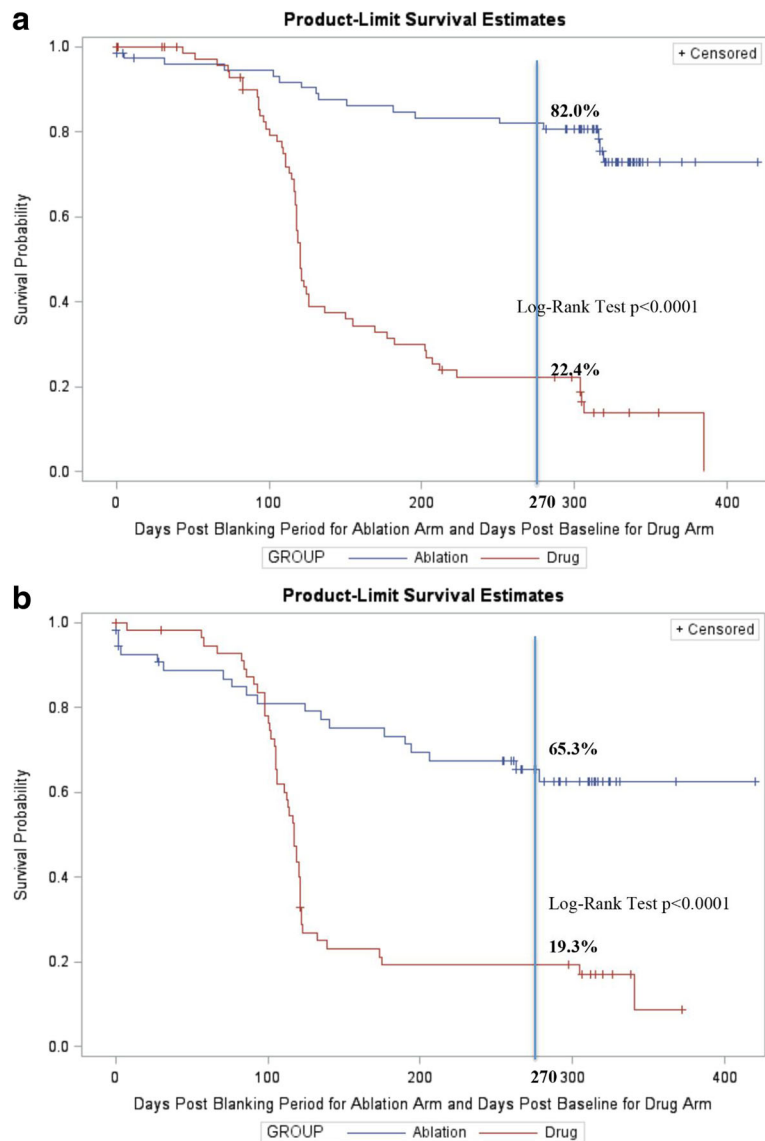 a
Product-Limit Survival Estimates
+ Censored
1.0
82.0%
0.8
0.6
Survival Probability
0.4
Log-Rank Test p<0.0001
22.4%
0.2
0.0
0 100 200 270 300 400
Days Post Blanking Period for Ablation Arm and Days Post Baseline for Drug Arm
GROUP Ablation Drug
b
Product-Limit Survival Estimates
+ Censored
1.0
0.8
65.3%
0.6
Survival Probability
0.4
Log-Rank Test p<0.0001
19.3%
0.2
0.0
0 100 200 270 300 400
Days Post Blanking Period for Ablation Arm and Days Post Baseline for Drug Arm
GROUP Ablation Drug